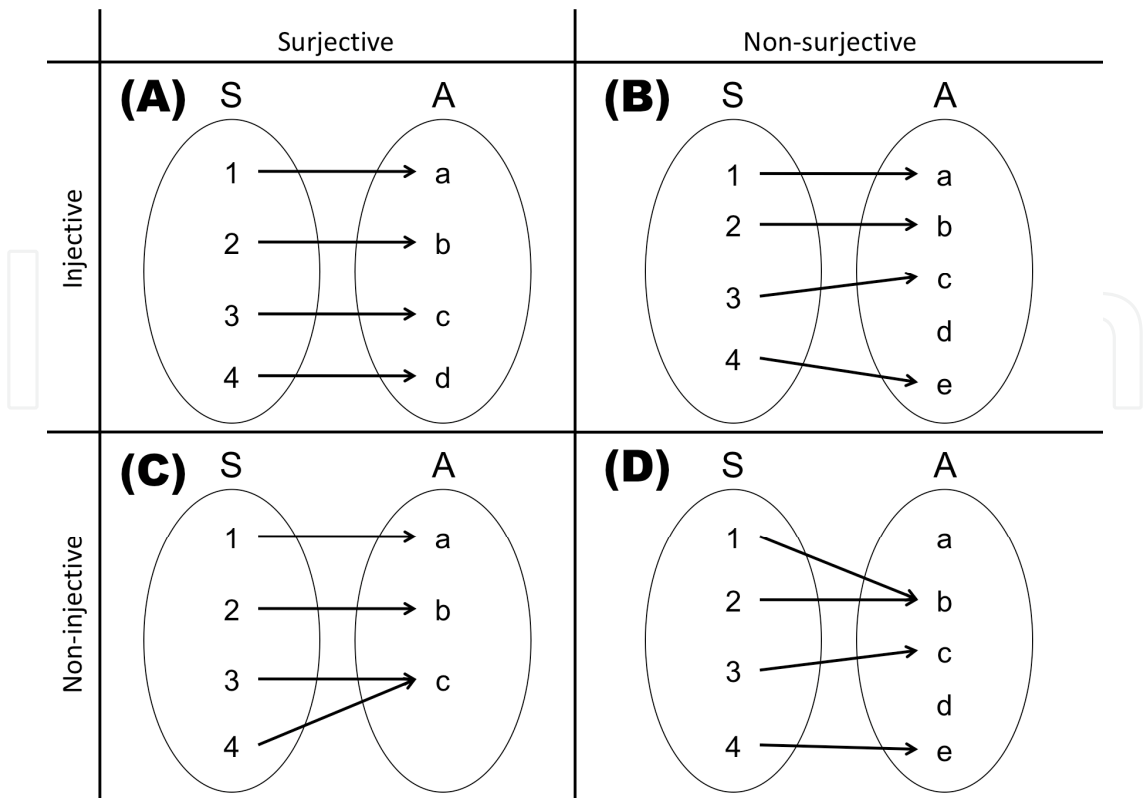 Surjective Non-surjective
Injective
(A) S A
1 a
2 b
3 c
4 d
(B) S A
1 a
2 b
3 c
d
4 e
Non-injective
(C) S A
1 a
2 b
3 c
4
(D) S A
1 a
2 b
3 c
d
4 e